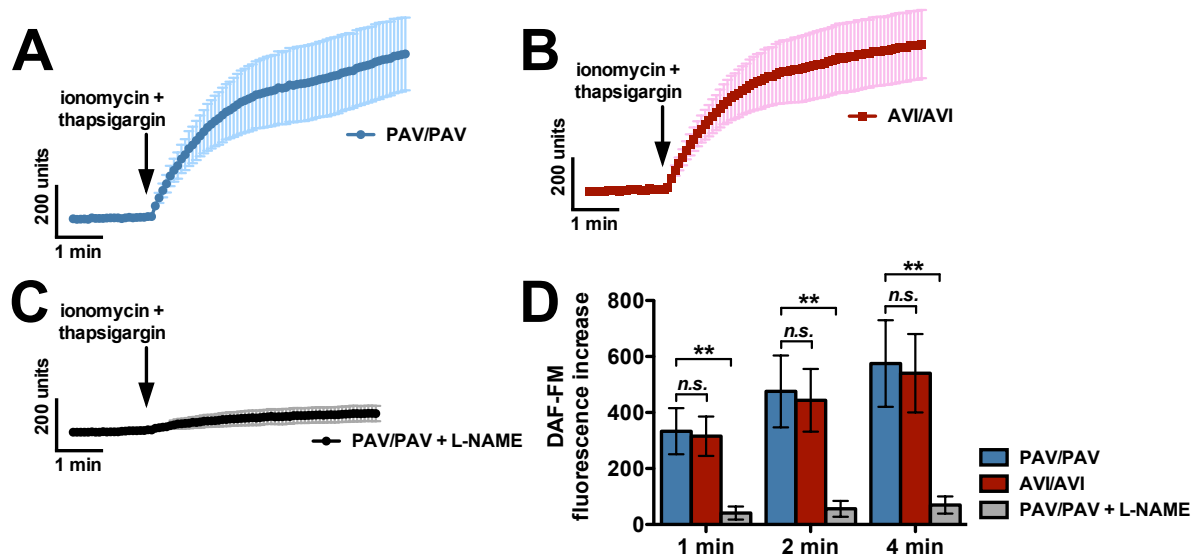 A
ionomycin +
thapsigargin
PAV/PAV
200 units
1 min
B
ionomycin +
thapsigargin
AVI/AVI
200 units
1 min
C
ionomycin +
thapsigargin
PAV/PAV + L-NAME
200 units
1 min
D
DAF-FM
fluorescence increase
800
600
400
200
0
**
n.s.
**
n.s.
**
n.s.
1 min
2 min
4 min
PAV/PAV
AVI/AVI
PAV/PAV + L-NAME